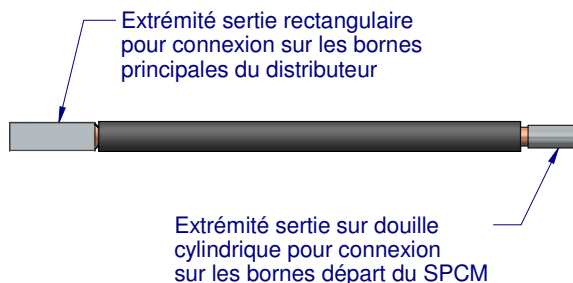 Extrémité sertie rectangulaire
pour connexion sur les bornes
principales du distributeur
Extrémité sertie sur douille
cylindrique pour connexion
sur les bornes départ du SPCM